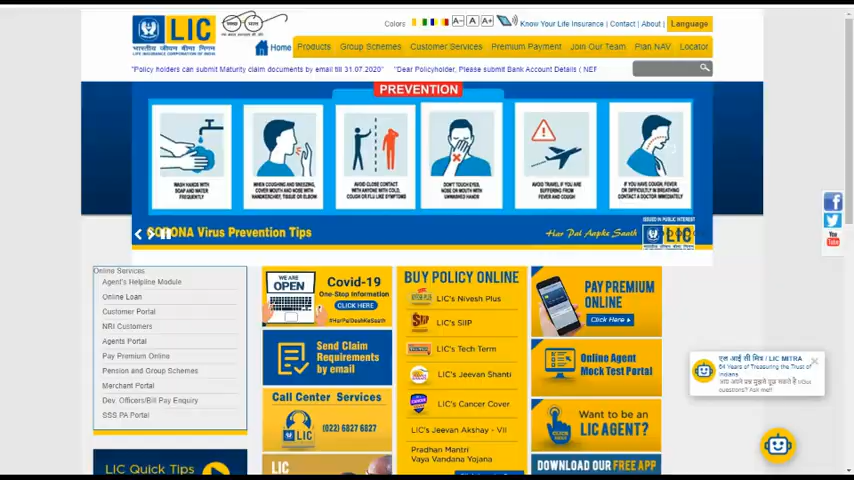 LIC
भारतीय जीवन बीमा निगम
LIFE INSURANCE CORPORATION OF INDIA
Colors
A- A A+
Know Your Life Insurance | Contact | About |
Language
Home
Products
Group Schemes
Customer Services
Premium Payment
Join Our Team
Plan NAV
Locator
"Policy holders can submit Maturity claim documents by email till 31.07.2020"
"Dear Policyholder, Please submit Bank Account Details ( NEF
PREVENTION
WASH HANDS WITH
SOAP AND WATER
FREQUENTLY
WHEN COUGHING AND SNEEZING,
COVER MOUTH AND NOSE WITH
HANDKERCHIEF, TISSUE OR ELBOW
AVOID CLOSE CONTACT
WITH ANYONE WITH COLD,
COUGH OR FLU LIKE SYMPTOMS
DON'T TOUCH EYES,
NOSE OR MOUTH WITH
UNWASHED HANDS
AVOID TRAVEL IF YOU ARE
SUFFERING FROM
FEVER AND COUGH
IF YOU HAVE COUGH, FEVER
OR DIFFICULTY IN BREATHING
CONTACT A DOCTOR IMMEDIATELY
CORONA Virus Prevention Tips
Har Pal Aapke Saath
ISSUED IN PUBLIC INTEREST
LIC
f
You
Tube
Online Services
Agent's Helpline Module
Online Loan
Customer Portal
NRI Customers
Agents Portal
Pay Premium Online
Pension and Group Schemes
Merchant Portal
Dev. Officers/Bill Pay Enquiry
SSS PA Portal
LIC Quick Tips
WE ARE
OPEN
Covid-19
One-Stop Information
CLICK HERE
Send Claim
Requirements
by email
Call Center Services
LIC
(022) 6827 6827
LIC
BUY POLICY ONLINE
LIC's Nivesh Plus
LIC's SIIP
LIC's Tech Term
LIC's Jeevan Shanti
LIC's Cancer Cover
LIC's Jeevan Akshay - VII
Pradhan Mantri
Vaya Vandana Yojana
PAY PREMIUM
ONLINE
Click Here
Online Agent
Mock Test Portal
Want to be
an LIC AGENT?
DOWNLOAD OUR FREE APP
एल आई सी मित्र / LIC MITRA
64 Years of Treasuring the Trust of
Indians